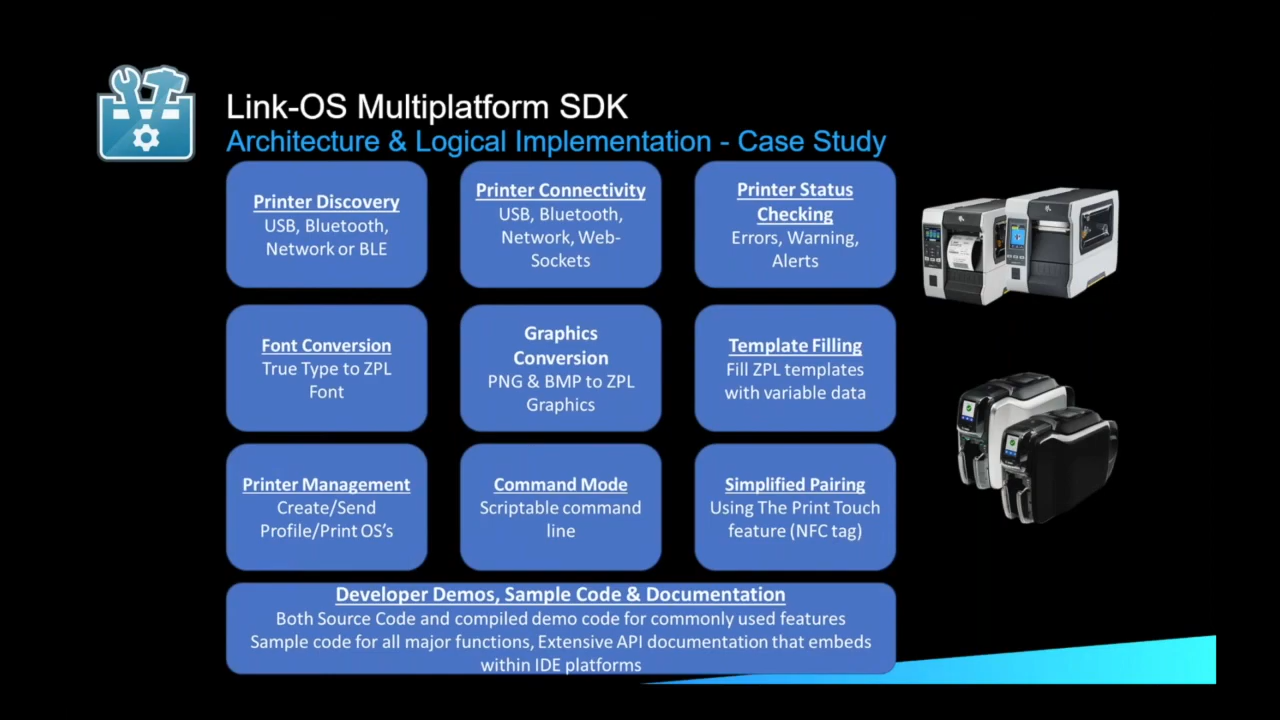 Link-OS Multiplatform SDK
Architecture & Logical Implementation - Case Study
Printer Discovery
USB, Bluetooth,
Network or BLE
Printer Connectivity
USB, Bluetooth,
Network, Web-
Sockets
Printer Status
Checking
Errors, Warning,
Alerts
Font Conversion
True Type to ZPL
Font
Graphics
Conversion
PNG & BMP to ZPL
Graphics
Template Filling
Fill ZPL templates
with variable data
Printer Management
Create/Send
Profile/Print OS’s
Command Mode
Scriptable command
line
Simplified Pairing
Using The Print Touch
feature (NFC tag)
Developer Demos, Sample Code & Documentation
Both Source Code and compiled demo code for commonly used features
Sample code for all major functions, Extensive API documentation that embeds
within IDE platforms